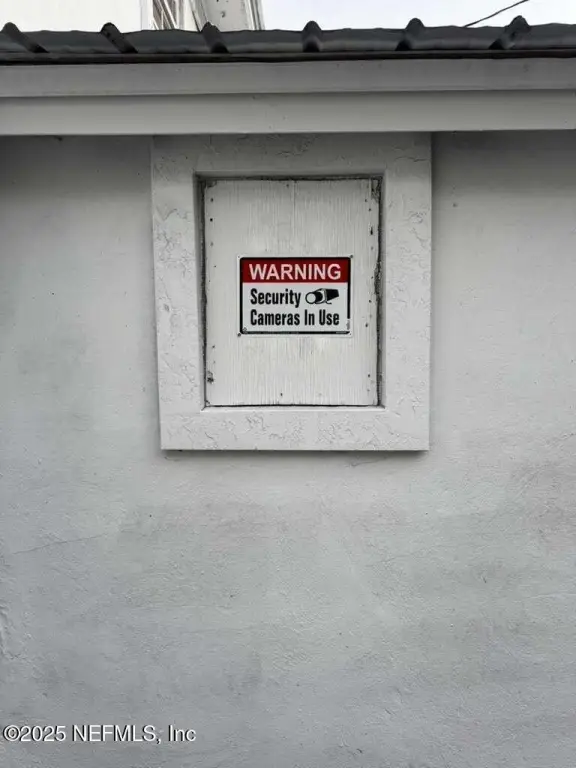 WARNING
Security
Cameras In Use
©2025 NEFMLS, Inc